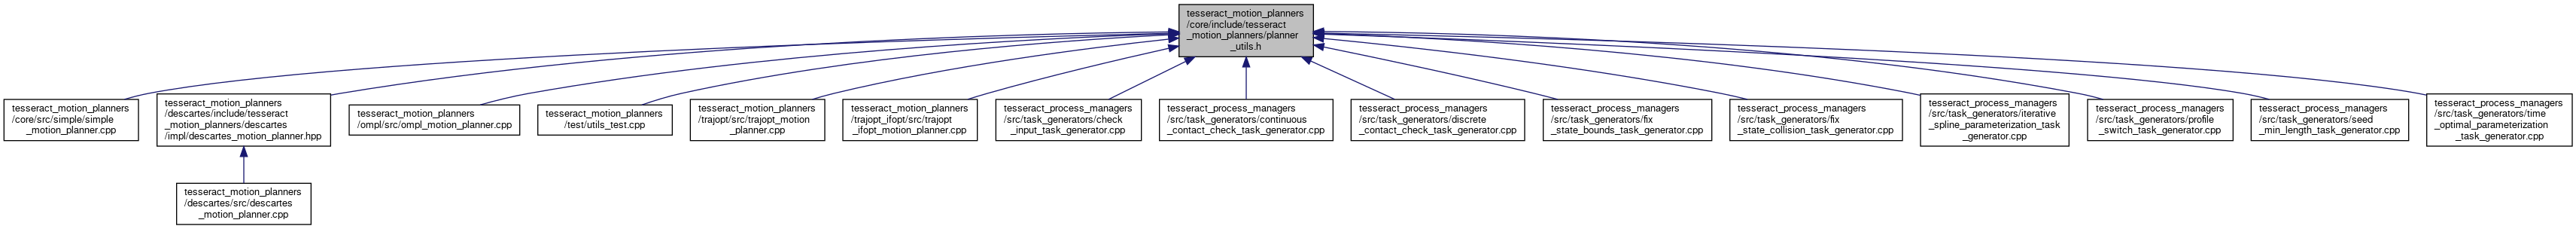 tesseract_motion_planners
/core/include/tesseract
_motion_planners/planner
_utils.h
tesseract_motion_planners
/core/src/simple/simple
_motion_planner.cpp
tesseract_motion_planners
/descartes/include/tesseract
_motion_planners/descartes
/impl/descartes_motion_planner.hpp
tesseract_motion_planners
/ompl/src/ompl_motion_planner.cpp
tesseract_motion_planners
/test/utils_test.cpp
tesseract_motion_planners
/trajopt/src/trajopt_motion
_planner.cpp
tesseract_motion_planners
/trajopt_ifopt/src/trajopt
_ifopt_motion_planner.cpp
tesseract_process_managers
/src/task_generators/check
_input_task_generator.cpp
tesseract_process_managers
/src/task_generators/continuous
_contact_check_task_generator.cpp
tesseract_process_managers
/src/task_generators/discrete
_contact_check_task_generator.cpp
tesseract_process_managers
/src/task_generators/fix
_state_bounds_task_generator.cpp
tesseract_process_managers
/src/task_generators/fix
_state_collision_task_generator.cpp
tesseract_process_managers
/src/task_generators/iterative
_spline_parameterization_task
_generator.cpp
tesseract_process_managers
/src/task_generators/profile
_switch_task_generator.cpp
tesseract_process_managers
/src/task_generators/seed
_min_length_task_generator.cpp
tesseract_process_managers
/src/task_generators/time
_optimal_parameterization
_task_generator.cpp
tesseract_motion_planners
/descartes/src/descartes
_motion_planner.cpp